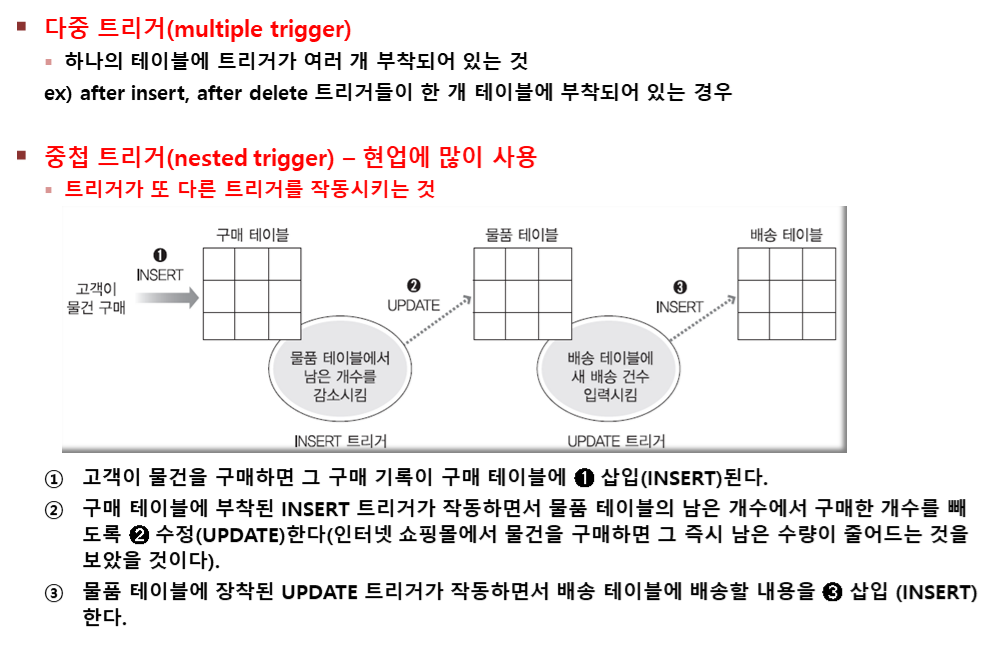 ▪ 다중 트리거(multiple trigger)
▪ 하나의 테이블에 트리거가 여러 개 부착되어 있는 것
ex) after insert, after delete 트리거들이 한 개 테이블에 부착되어 있는 경우
▪ 중첩 트리거(nested trigger) – 현업에 많이 사용
▪ 트리거가 또 다른 트리거를 작동시키는 것
구매 테이블
물품 테이블
배송 테이블
❶
INSERT
고객이
물건 구매
❷
UPDATE
❸
INSERT
물품 테이블에서
남은 개수를
감소시킴
배송 테이블에
새 배송 건수
입력시킴
INSERT 트리거
UPDATE 트리거
① 고객이 물건을 구매하면 그 구매 기록이 구매 테이블에 ❶ 삽입(INSERT)된다.
② 구매 테이블에 부착된 INSERT 트리거가 작동하면서 물품 테이블의 남은 개수에서 구매한 개수를 빼
도록 ❷ 수정(UPDATE)한다(인터넷 쇼핑몰에서 물건을 구매하면 그 즉시 남은 수량이 줄어드는 것을
보았을 것이다).
③ 물품 테이블에 장착된 UPDATE 트리거가 작동하면서 배송 테이블에 배송할 내용을 ❸ 삽입 (INSERT)
한다.